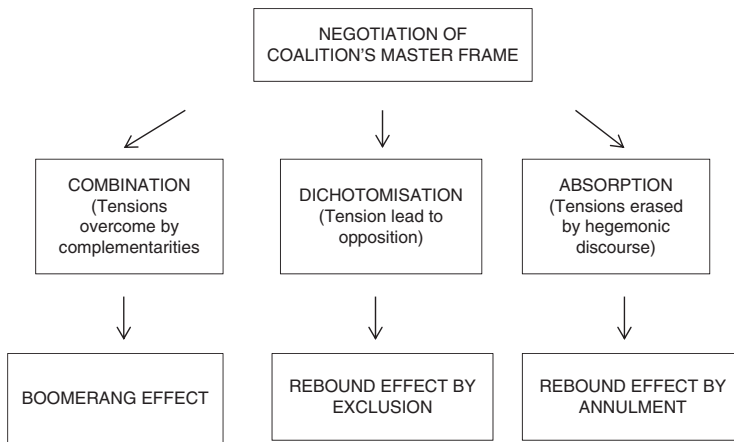 NEGOTIATION OF
COALITION'S MASTER FRAME
COMBINATION
(Tensions
overcome by
complementarities
DICHOTOMISATION
(Tension lead to
opposition)
ABSORPTION
(Tensions erased
by hegemonic
discourse)
BOOMERANG EFFECT
REBOUND EFFECT BY
EXCLUSION
REBOUND EFFECT BY
ANNULMENT